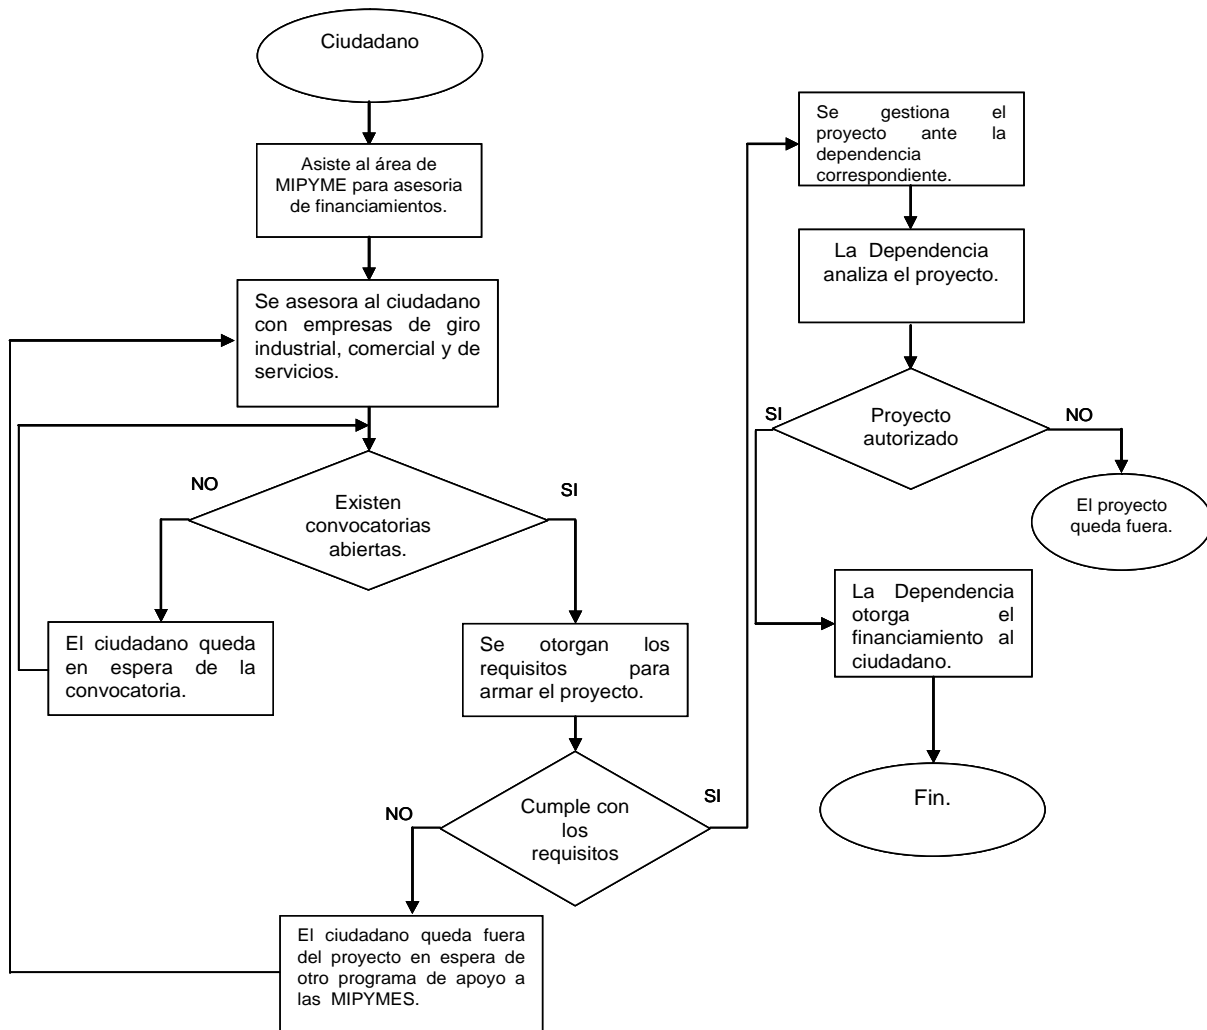 Ciudadano
Asiste al área de
MIPYME para asesoria
de financiamientos.
Se asesora al ciudadano
con empresas de giro
industrial, comercial y de
servicios.
NO
SI
Existen
convocatorias
abiertas.
El ciudadano queda
en espera de la
convocatoria.
Se otorgan los
requisitos para
armar el proyecto.
NO
SI
Cumple con
los
requisitos
El ciudadano queda fuera
del proyecto en espera de
otro programa de apoyo a
las MIPYMES.
Se gestiona el
proyecto ante la
dependencia
correspondiente.
La Dependencia
analiza el proyecto.
SI
NO
Proyecto
autorizado
El proyecto
queda fuera.
La Dependencia
otorga el
financiamiento al
ciudadano.
Fin.